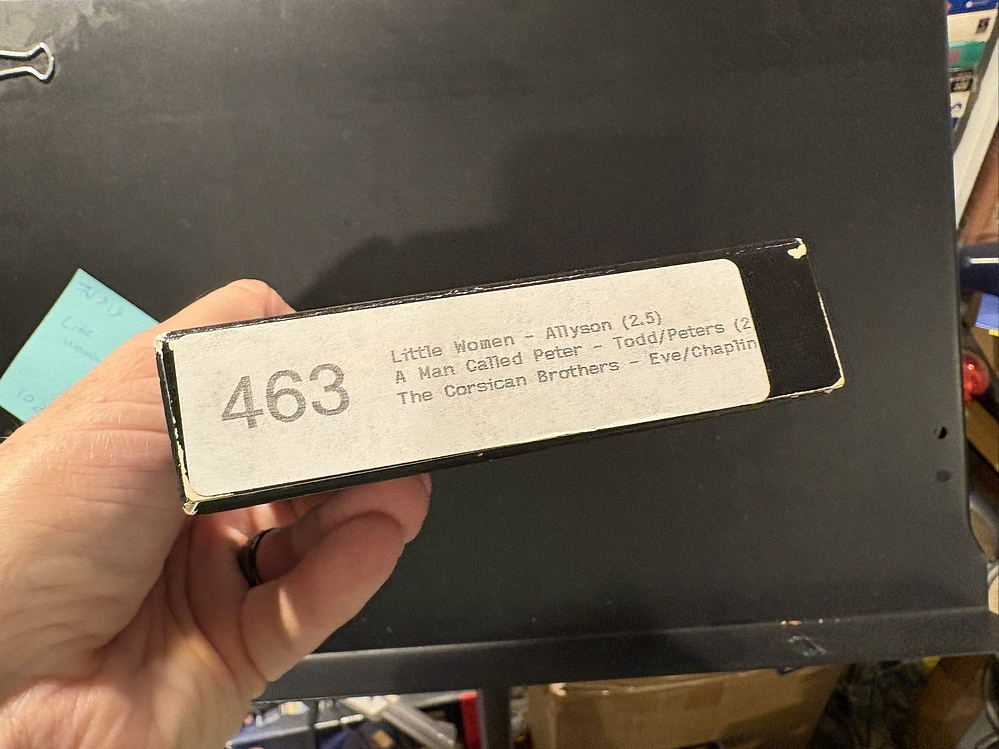 463
Little Women - Allyson (2.5)
A Man Called Peter - Todd/Peters (2
The Corsican Brothers - Eve/Chaplin